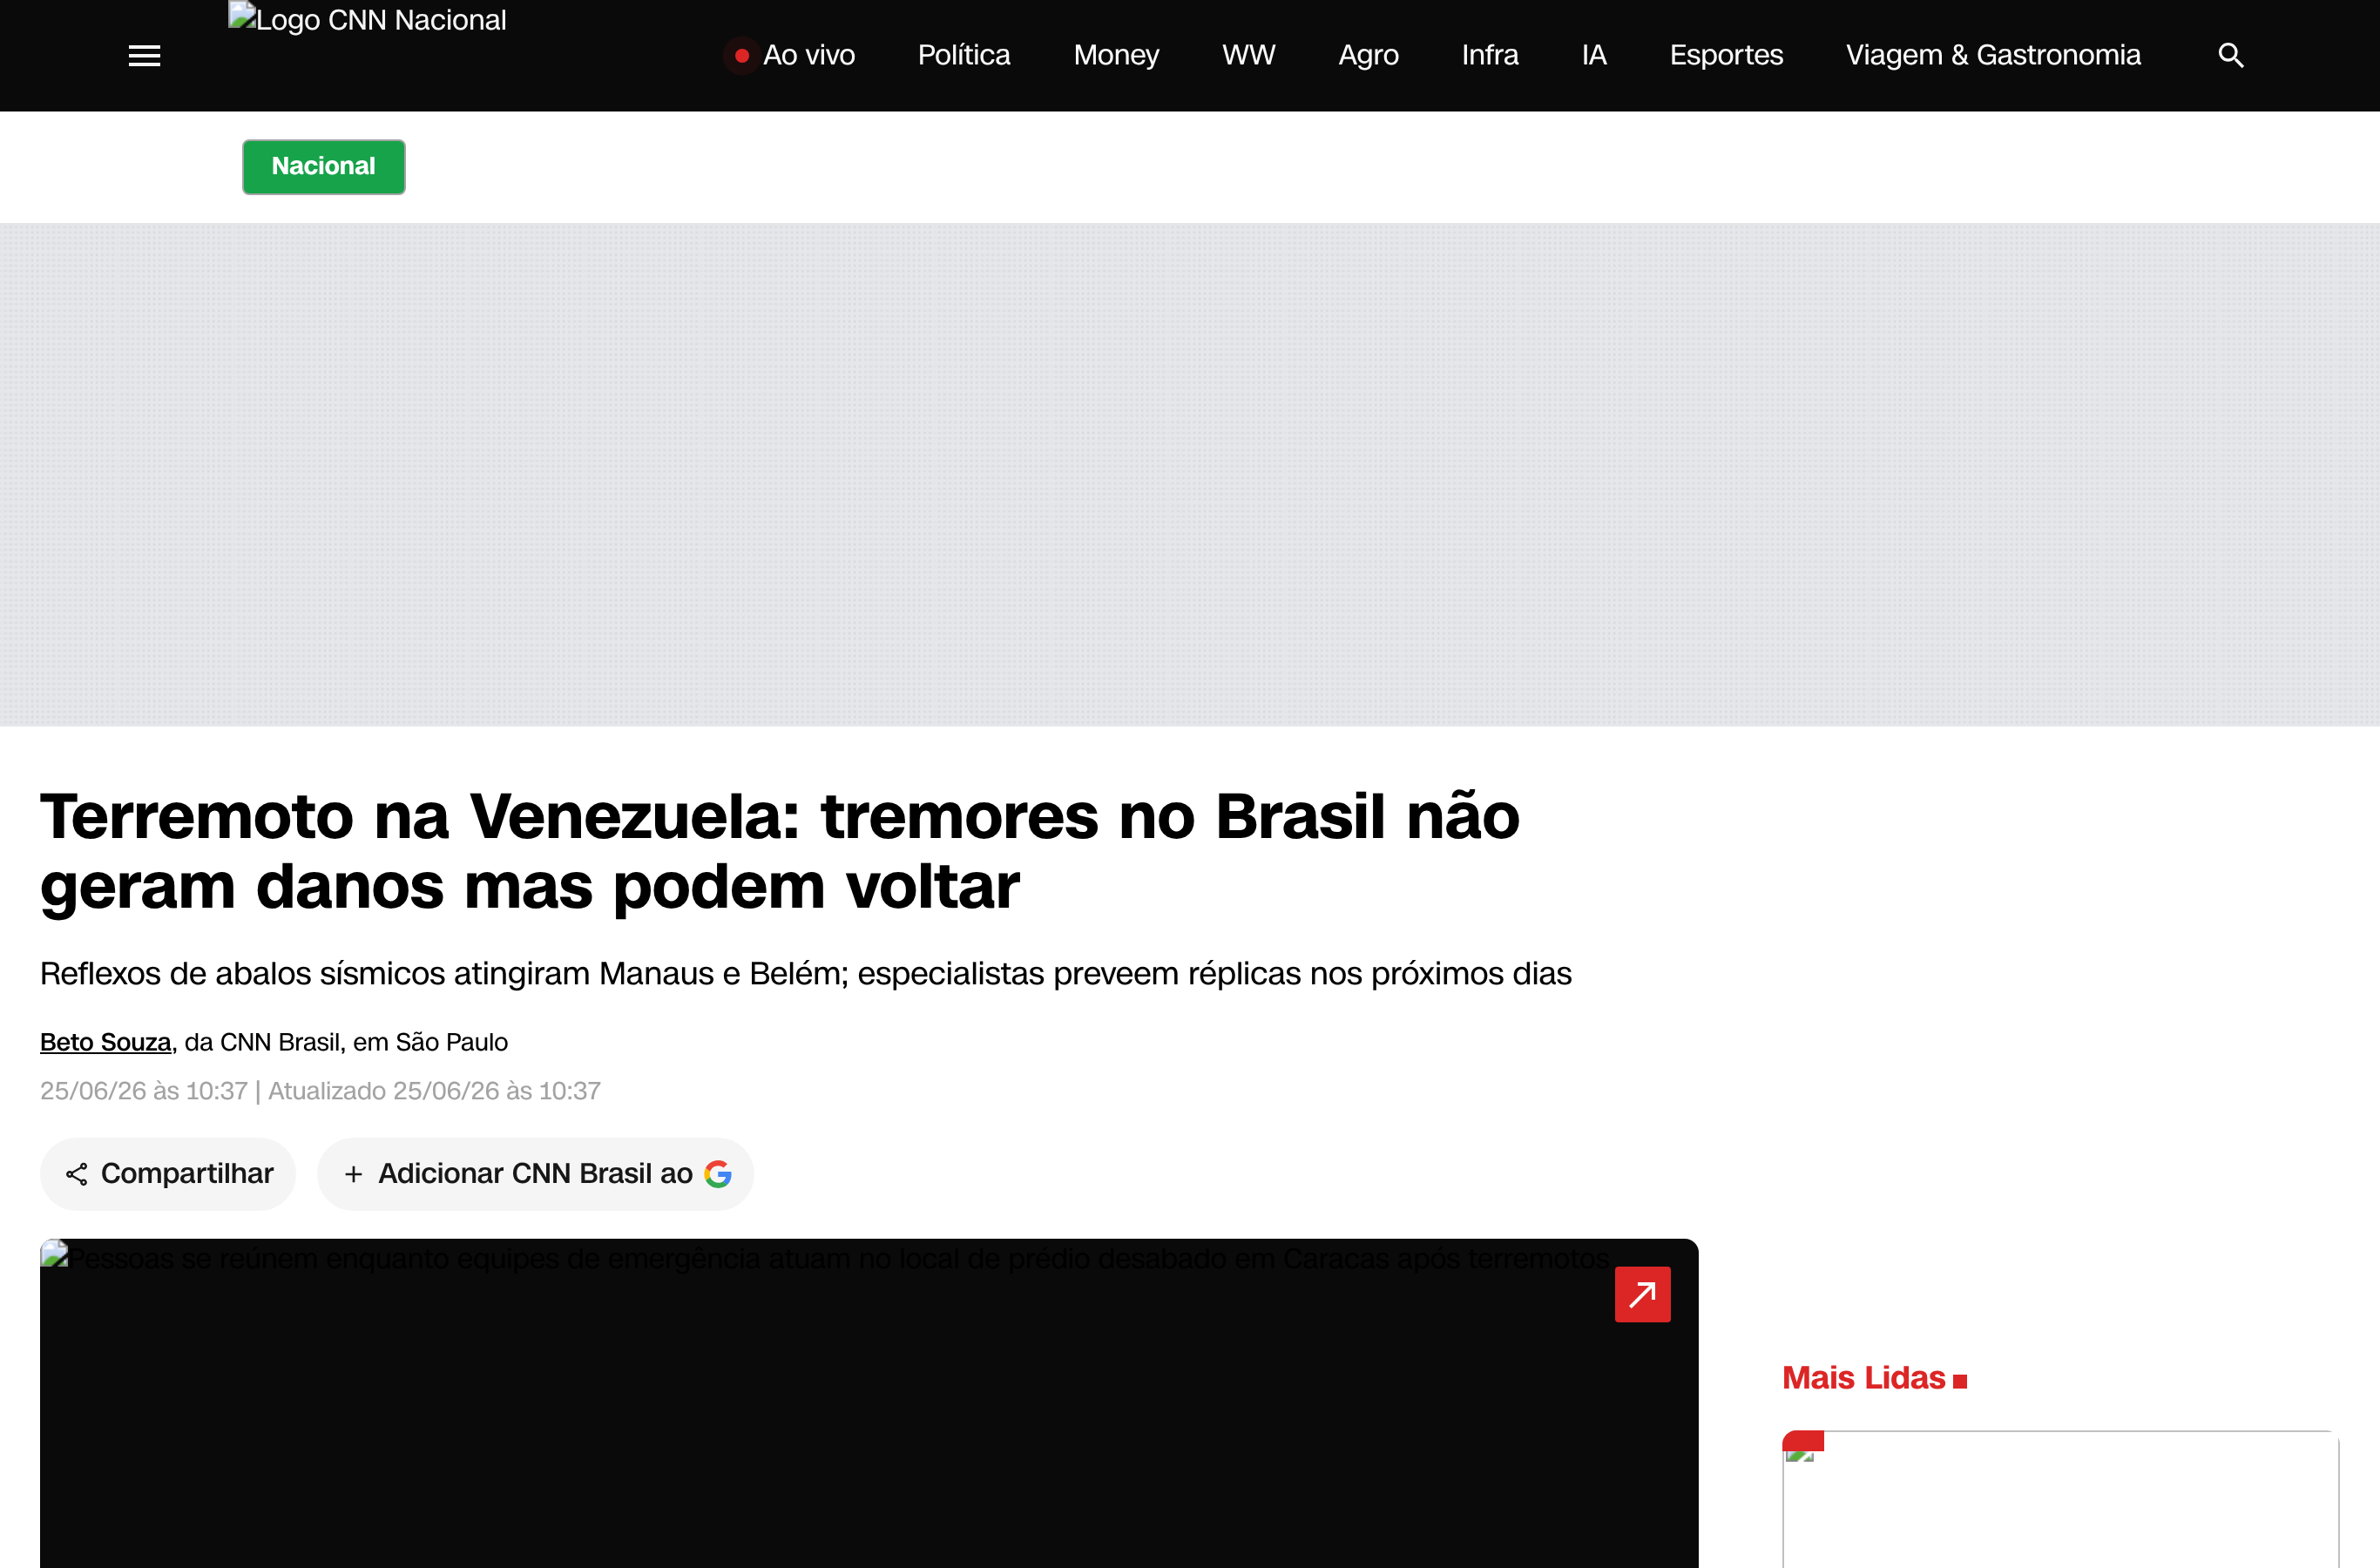 Logo CNN Nacional
Ao vivo Política Money WW Agro Infra IA Esportes Viagem & Gastronomia
Nacional
Terremoto na Venezuela: tremores no Brasil não
geram danos mas podem voltar
Reflexos de abalos sísmicos atingiram Manaus e Belém; especialistas preveem réplicas nos próximos dias
Beto Souza, da CNN Brasil, em São Paulo
25/06/26 às 10:37 | Atualizado 25/06/26 às 10:37
Compartilhar
+ Adicionar CNN Brasil ao G
Pessoas se reúnem enquanto equipes de emergência atuam no local de prédio desabado em Caracas após terremotos
Mais Lidas